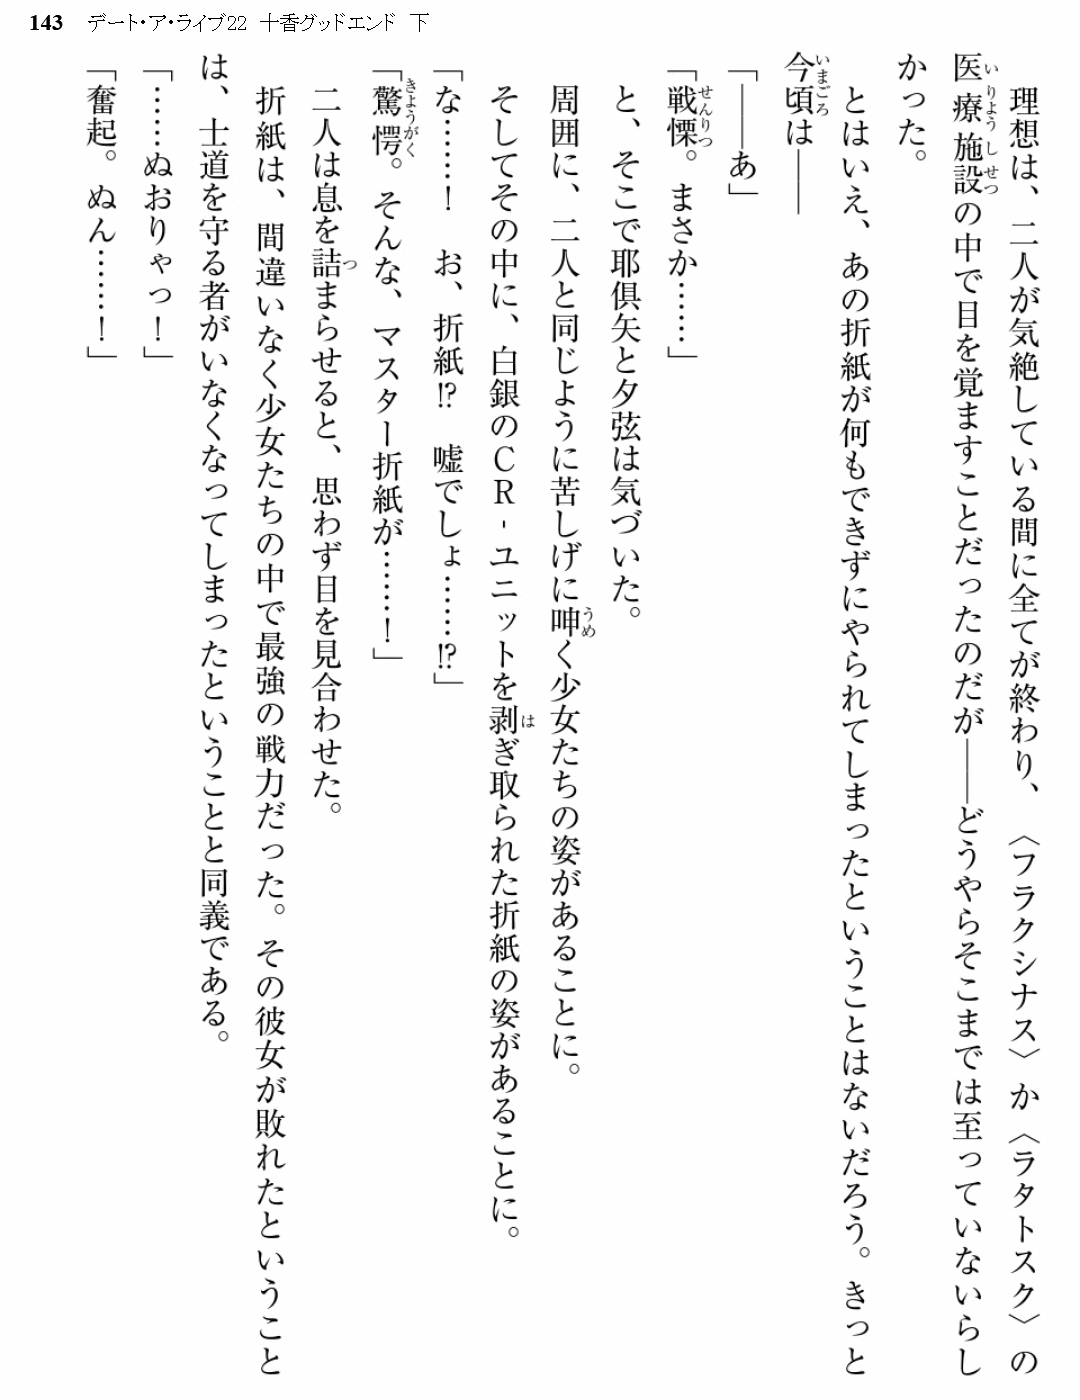 143 デート・ア・ライブ22 十香グッドエンド 下
理想は、二人が気絶している間に全てが終わり、〈フラクシナス〉か〈ラタトスク〉の
医療施設の中で目を覚ますことだったのだが――どうやらそこまでは至っていないらし
かった。
とはいえ、あの折紙が何もできずにやられてしまったということはないだろう。きっと
今頃は――
「――あ」
「戦慄。まさか……」
と、そこで耶倶矢と夕弦は気づいた。
周囲に、二人と同じように苦しげに呻く少女たちの姿があることに。
そしてその中に、白銀のCR-ユニットを剥ぎ取られた折紙の姿があることに。
「な……！　お、折紙⁉　嘘でしょ……⁉」
「驚愕。そんな、マスター折紙が……！」
二人は息を詰まらせると、思わず目を見合わせた。
折紙は、間違いなく少女たちの中で最強の戦力だった。その彼女が敗れたということ
は、士道を守る者がいなくなってしまったということと同義である。
「……ぬおりゃっ！」
「奮起。ぬん……！」